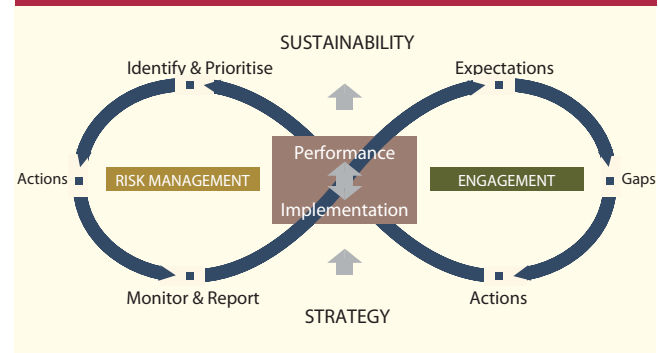 SUSTAINABILITY
Identify & Prioritise
Expectations
Performance
Actions
RISK MANAGEMENT
ENGAGEMENT
Gaps
Implementation
Monitor & Report
Actions
STRATEGY